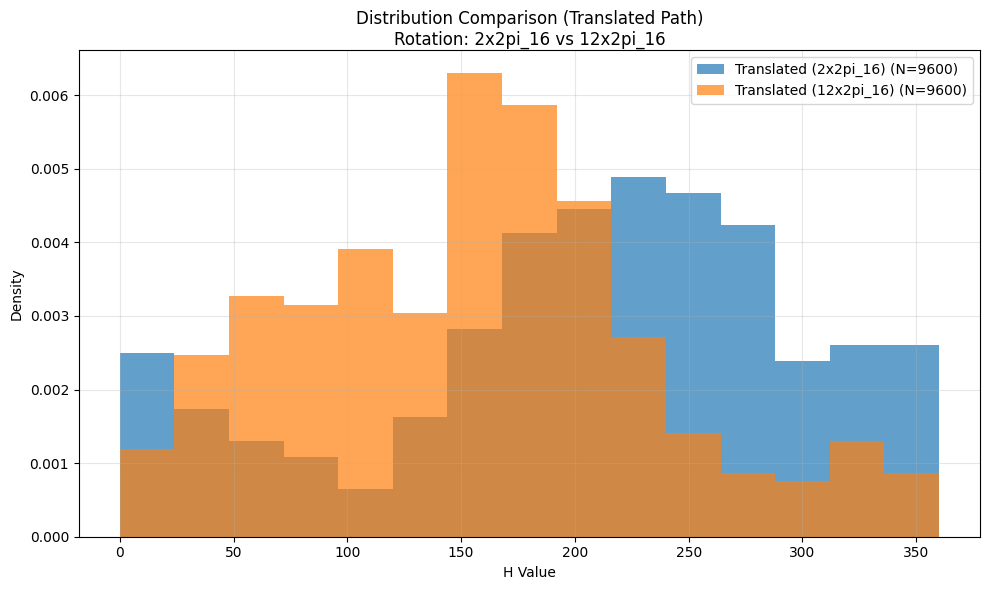 Distribution Comparison (Translated Path)
Rotation: 2x2pi_16 vs 12x2pi_16
Translated (2x2pi_16) (N=9600)
Translated (12x2pi_16) (N=9600)
0.006
0.005
0.004
0.003
0.002
0.001
0.000
Density
0 50 100 150 200 250 300 350
H Value